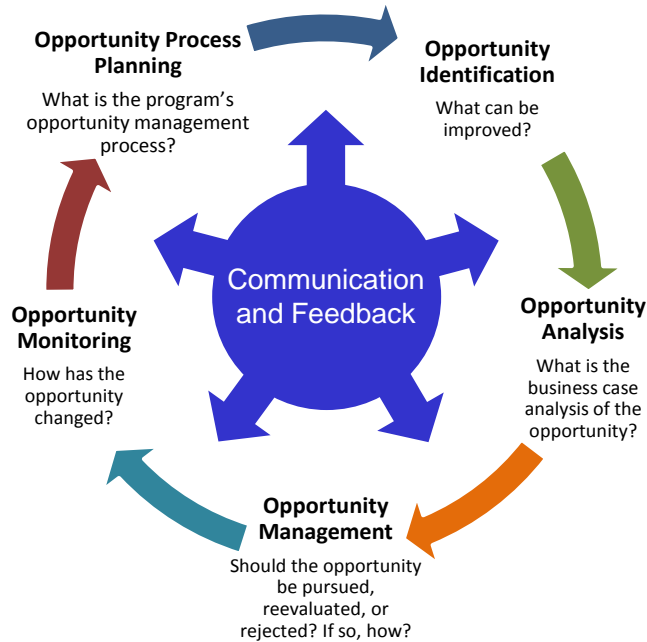 Opportunity Process
Planning
What is the program's
opportunity management
process?
Opportunity
Identification
What can be
improved?
Communication
and Feedback
Opportunity
Analysis
What is the
business case
analysis of the
opportunity?
Opportunity
Management
Should the opportunity
be pursued,
reevaluated, or
rejected? If so, how?
Opportunity
Monitoring
How has the
opportunity
changed?